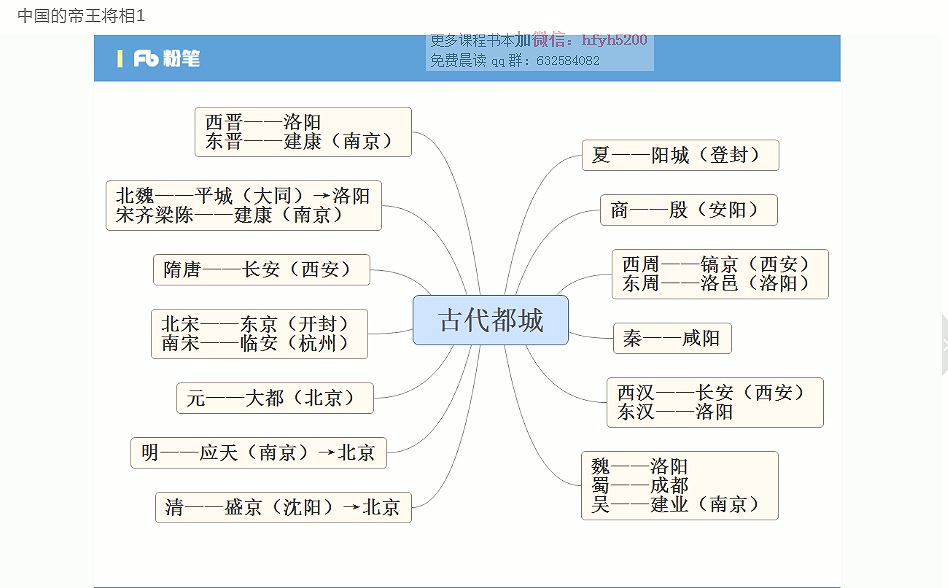 中国的帝王将相1
粉笔
更多课程书本加微信：hfyh5200
免费晨读 qq 群：632584082
西晋——洛阳
东晋——建康（南京）
北魏——平城（大同）→洛阳
宋齐梁陈——建康（南京）
隋唐——长安（西安）
北宋——东京（开封）
南宋——临安（杭州）
元——大都（北京）
明——应天（南京）→北京
清——盛京（沈阳）→北京
古代都城
夏——阳城（登封）
商——殷（安阳）
西周——镐京（西安）
东周——洛邑（洛阳）
秦——咸阳
西汉——长安（西安）
东汉——洛阳
魏——洛阳
蜀——成都
吴——建业（南京）